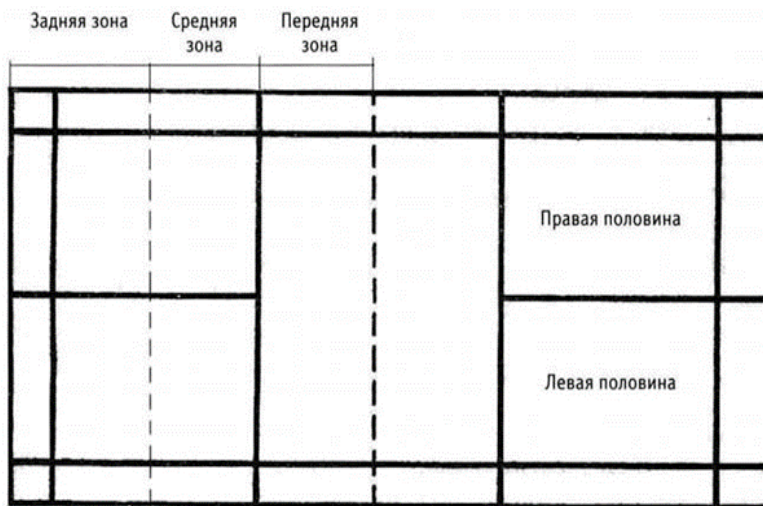 Задняя зона
Средняя
зона
Передняя
зона
Правая половина
Левая половина